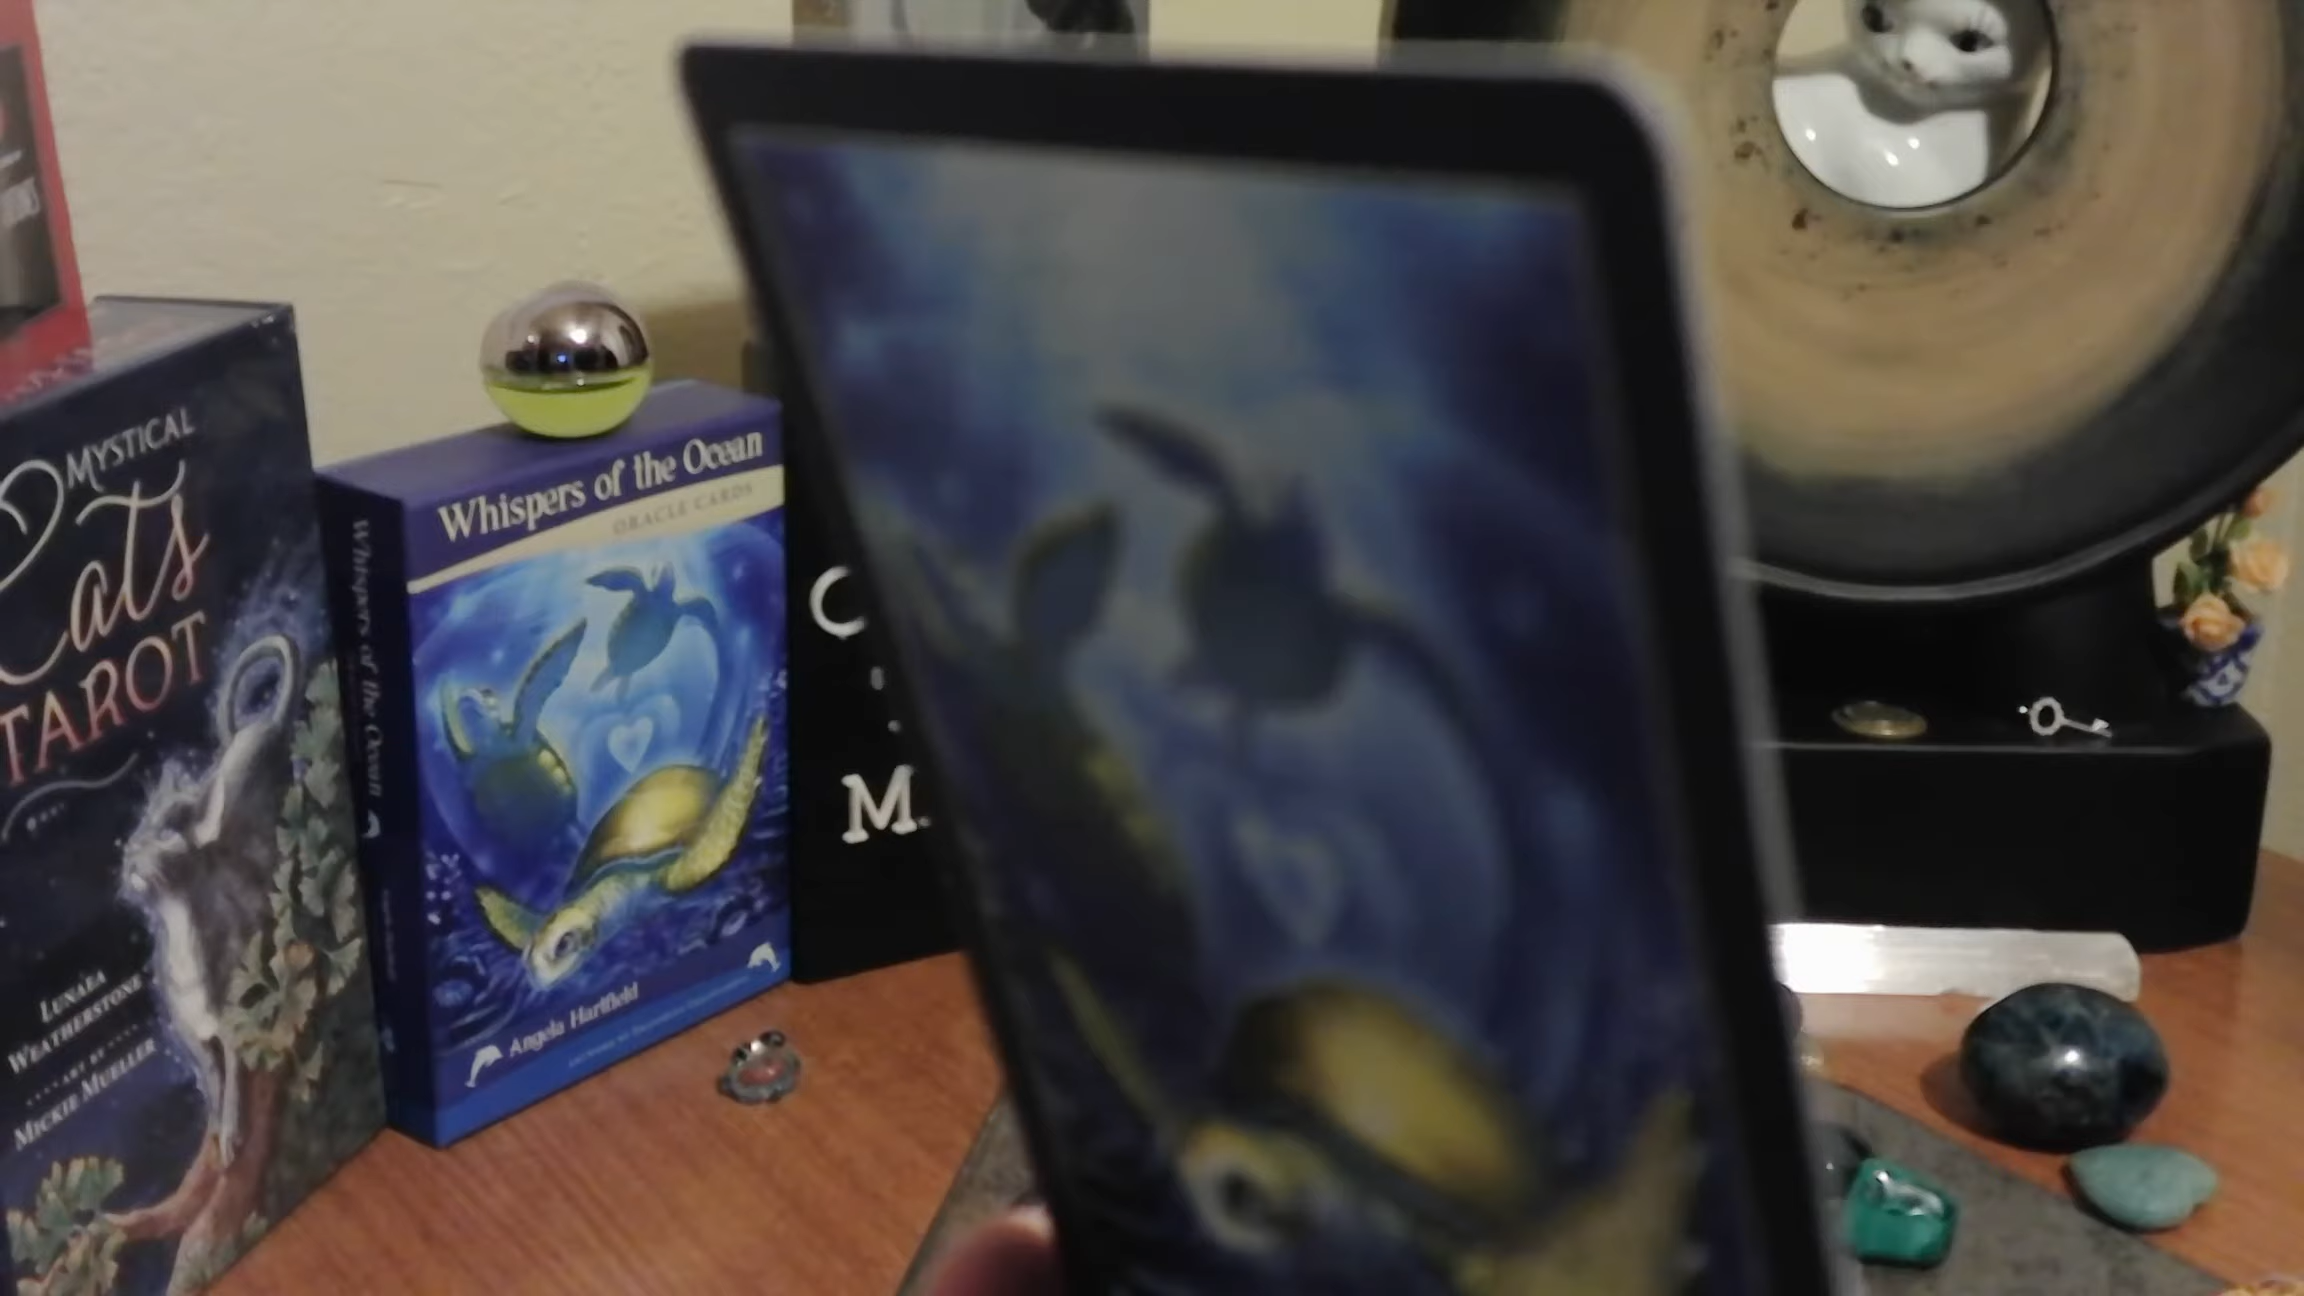 MYSTICAL
Cats
TAROT
LUNAEA
WEATHERSTONE
ART BY
MICKIE MUELLER
Whispers of the Ocean
ORACLE CARDS
Angela Hartfield
Whispers of the Ocean
M.